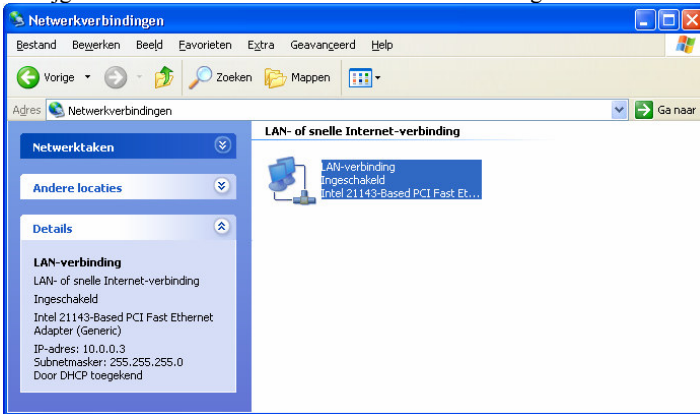 Netwerkverbindingen
Bestand Bewerken Beeld Favorieten Extra Geavanceerd Help
Vorige Zoeken Mappen
Adres Netwerkverbindingen Ga naar
Netwerktaken
Andere locaties
Details
LAN-verbinding
LAN- of snelle Internet-verbinding
Ingeschakeld
Intel 21143-Based PCI Fast Ethernet
Adapter (Generic)
IP-adres: 10.0.0.3
Subnetmasker: 255.255.255.0
Door DHCP toegekend
LAN- of snelle Internet-verbinding
LAN-verbinding
Ingeschakeld
Intel 21143-Based PCI Fast Et...